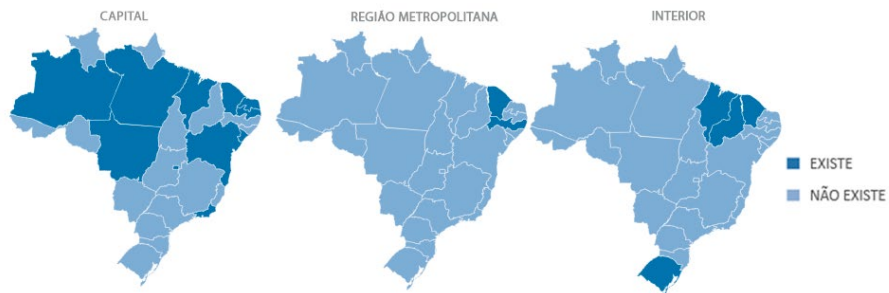 CAPITAL
REGIÃO METROPOLITANA
INTERIOR
EXISTE
NÃO EXISTE